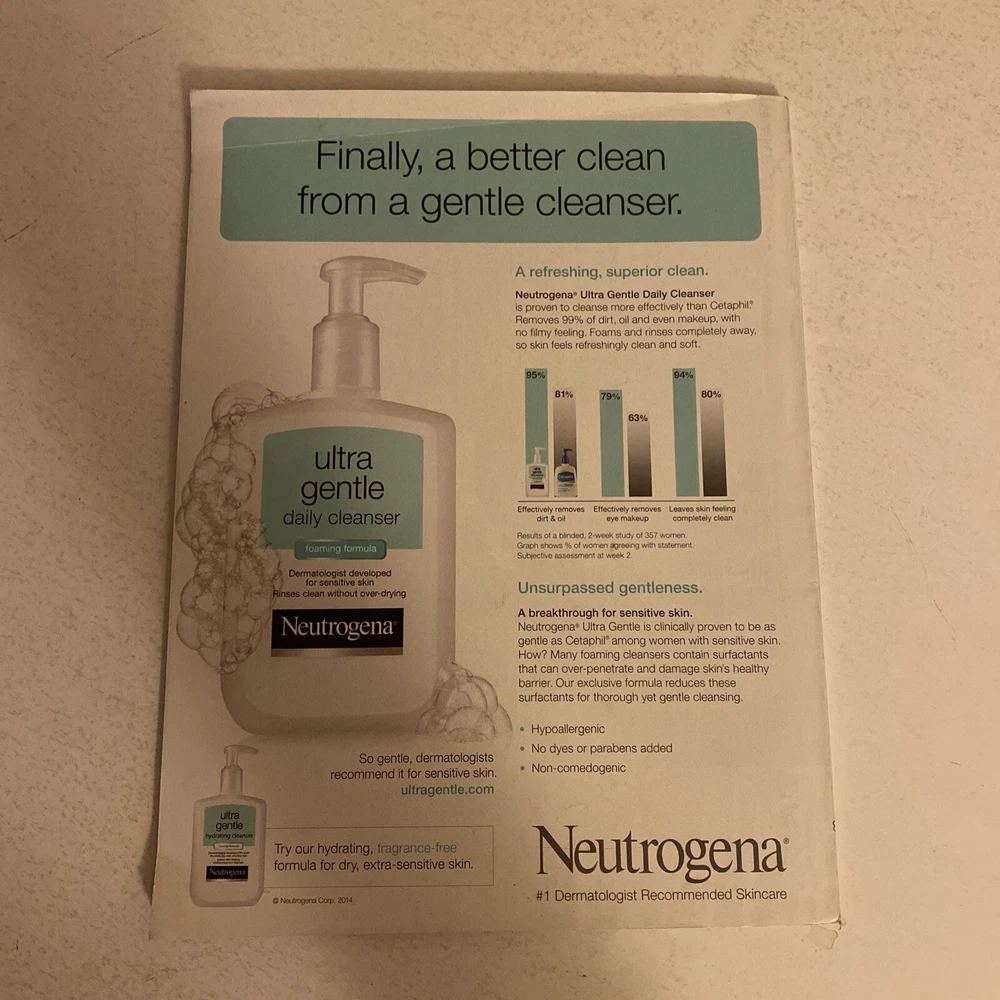 Finally, a better clean
from a gentle cleanser.
ultra
gentle
daily cleanser
foaming formula
Dermatologist developed
for sensitive skin
Rinses clean without over-drying
Neutrogena®
A refreshing, superior clean.
Neutrogena® Ultra Gentle Daily Cleanser
is proven to cleanse more effectively than Cetaphil.®
Removes 99% of dirt, oil and even makeup, with
no filmy feeling. Foams and rinses completely away,
so skin feels refreshingly clean and soft.
95%
81%
79%
63%
94%
80%
Effectively removes
dirt & oil
Effectively removes
eye makeup
Leaves skin feeling
completely clean
Results of a blinded, 2-week study of 357 women.
Graph shows % of women agreeing with statement.
Subjective assessment at week 2.
Unsurpassed gentleness.
A breakthrough for sensitive skin.
Neutrogena® Ultra Gentle is clinically proven to be as
gentle as Cetaphil® among women with sensitive skin.
How? Many foaming cleansers contain surfactants
that can over-penetrate and damage skin's healthy
barrier. Our exclusive formula reduces these
surfactants for thorough yet gentle cleansing.
• Hypoallergenic
• No dyes or parabens added
• Non-comedogenic
So gentle, dermatologists
recommend it for sensitive skin.
ultragentle.com
ultra
gentle
hydrating cleanser
Neutrogena
Try our hydrating, fragrance-free
formula for dry, extra-sensitive skin.
© Neutrogena Corp. 2014
Neutrogena®
#1 Dermatologist Recommended Skincare